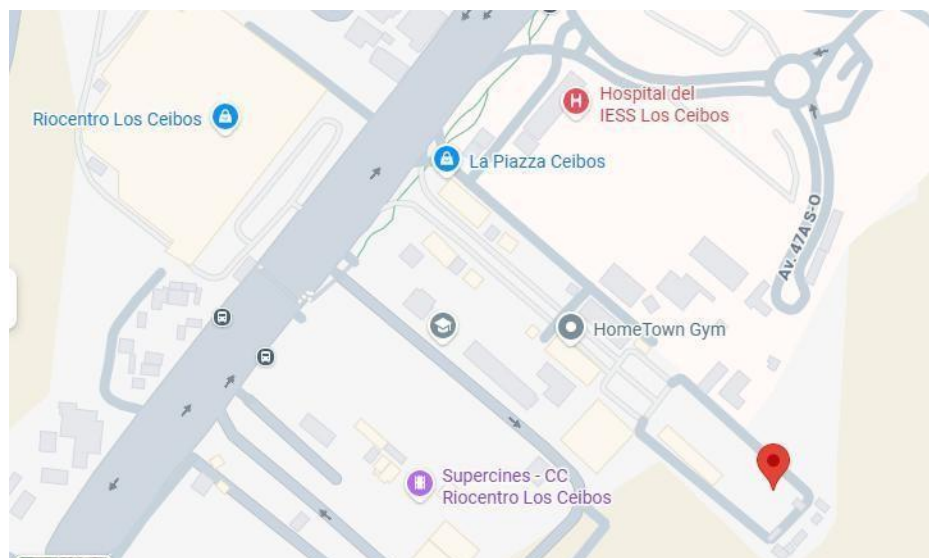 Riocentro Los Ceibos
Hospital del
IESS Los Ceibos
La Piazza Ceibos
Av. 47A S-O
HomeTown Gym
Supercines - CC
Riocentro Los Ceibos